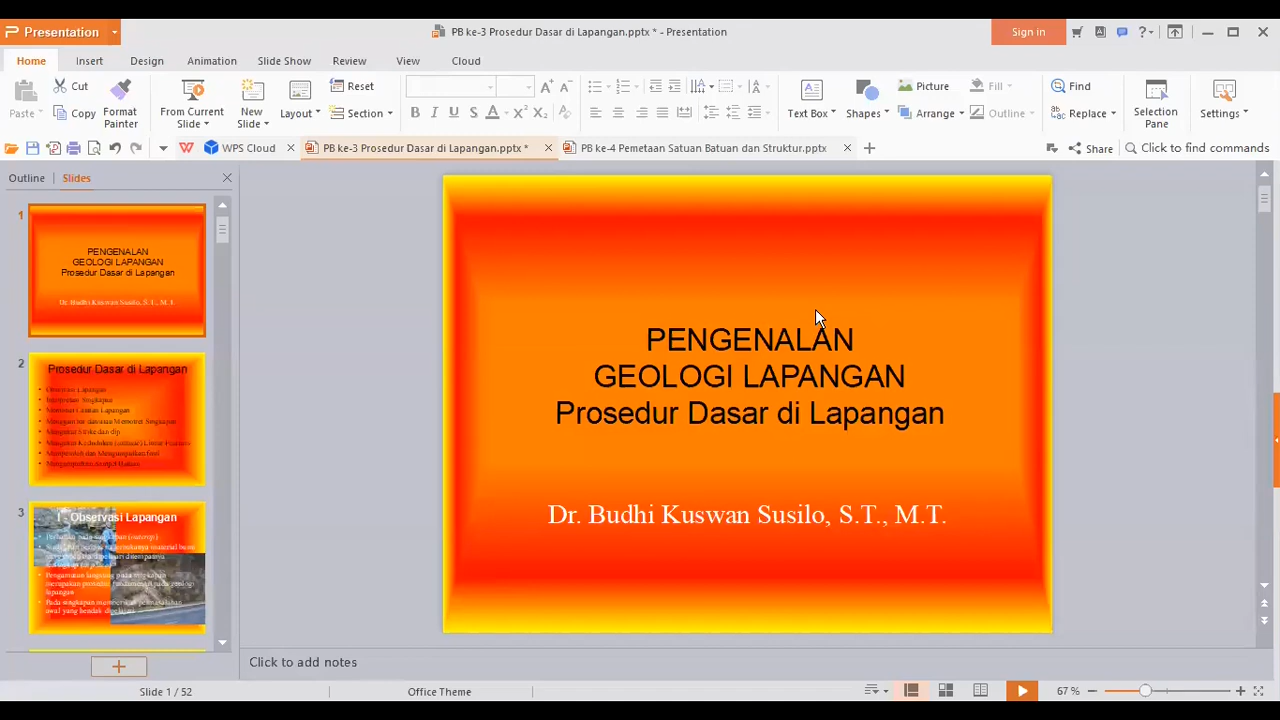 Presentation
PB ke-3 Prosedur Dasar di Lapangan.pptx * - Presentation
Sign in
Home Insert Design Animation Slide Show Review View Cloud
Paste Cut Copy Format Painter
From Current Slide New Slide Layout Reset Section
Text Box Shapes Picture Arrange Fill Outline
Find Replace Selection Pane Settings
WPS Cloud
PB ke-3 Prosedur Dasar di Lapangan.pptx *
PB ke-4 Pemetaan Satuan Batuan dan Struktur.pptx
Share
Click to find commands
Outline Slides
1
PENGENALAN
GEOLOGI LAPANGAN
Prosedur Dasar di Lapangan
Dr. Budhi Kuswan Susilo, S.T., M.T.
2
Prosedur Dasar di Lapangan
3
1 - Observasi Lapangan
PENGENALAN
GEOLOGI LAPANGAN
Prosedur Dasar di Lapangan
Dr. Budhi Kuswan Susilo, S.T., M.T.
Click to add notes
Slide 1 / 52
Office Theme
67 %